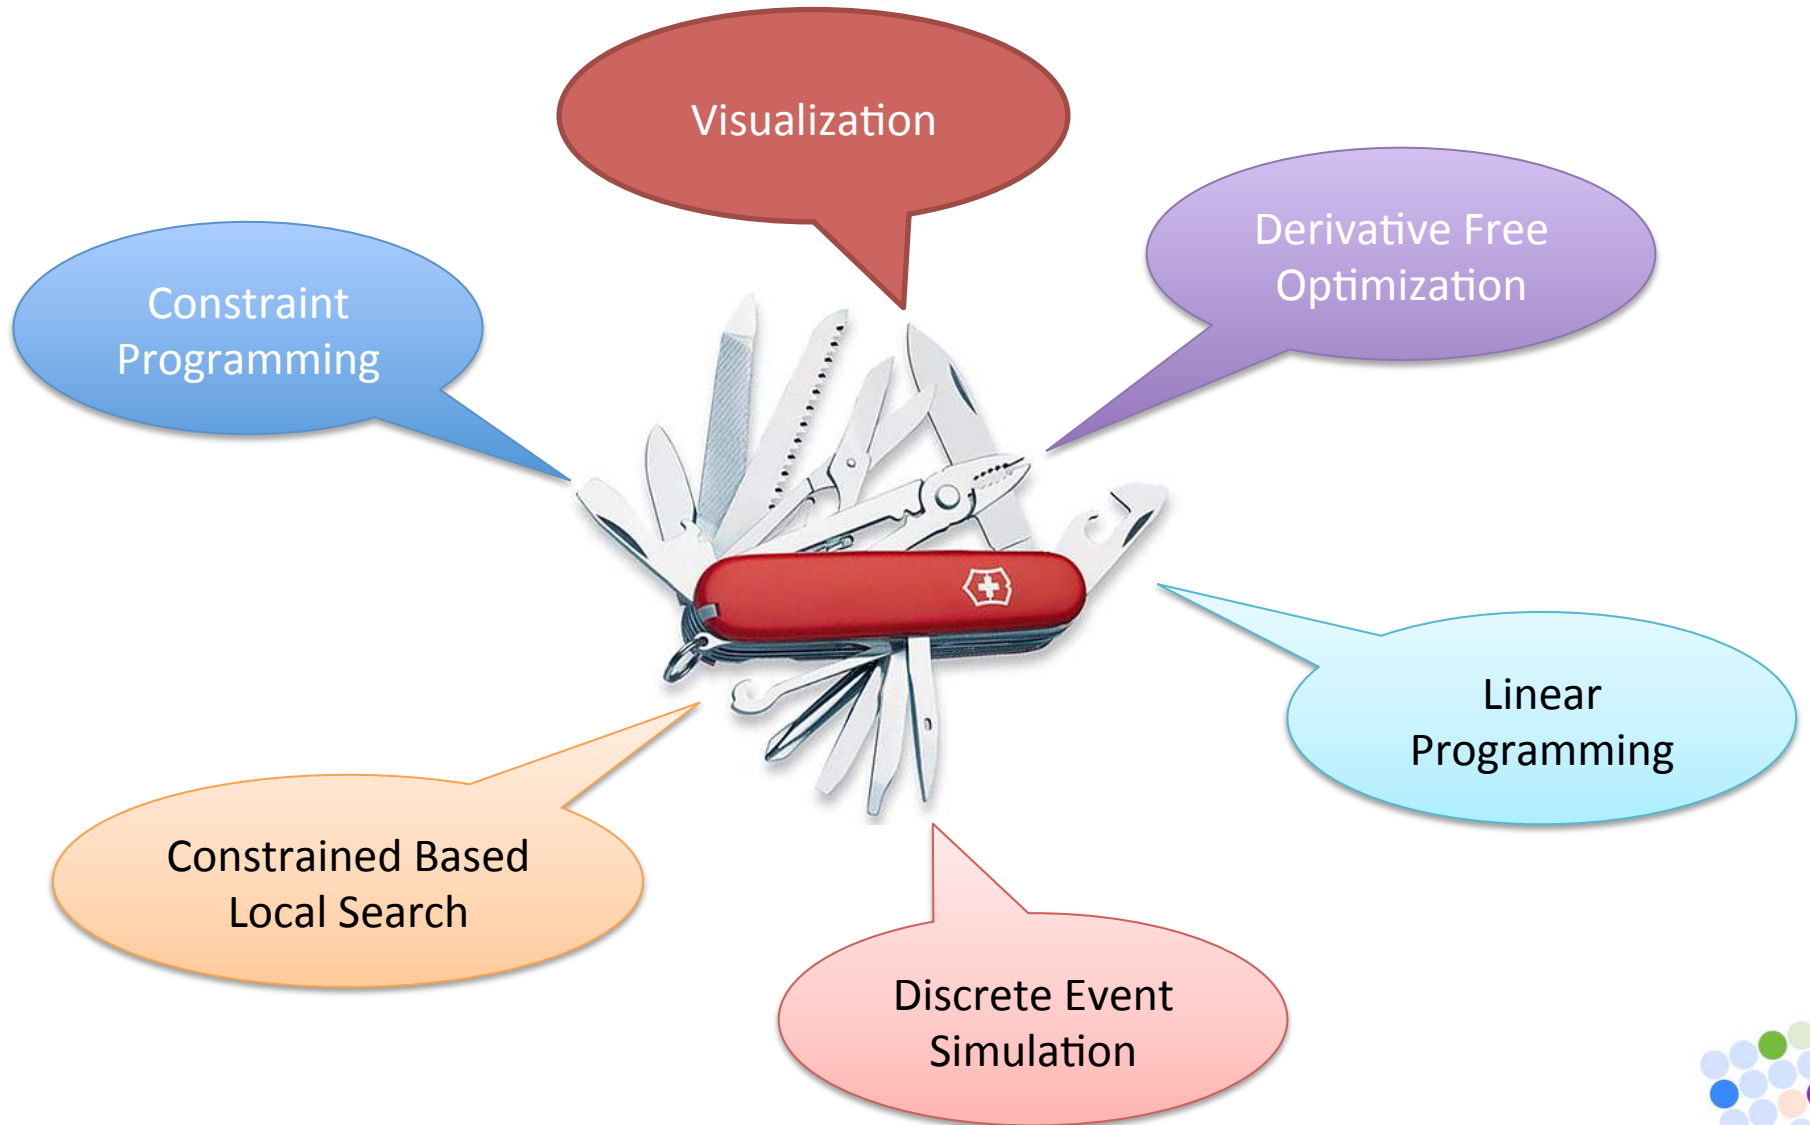 Visualization
Derivative Free
Optimization
Constraint
Programming
Linear
Programming
Constrained Based
Local Search
Discrete Event
Simulation